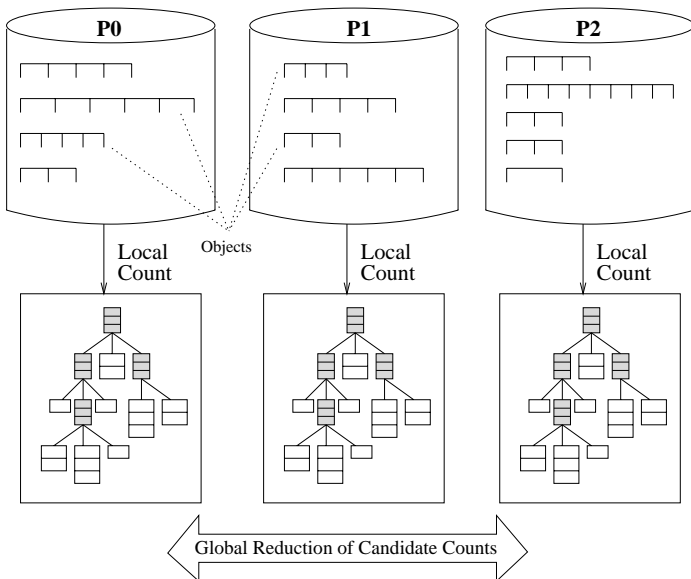 P0
P1
P2
Objects
Local
Count
Local
Count
Local
Count
Global Reduction of Candidate Counts